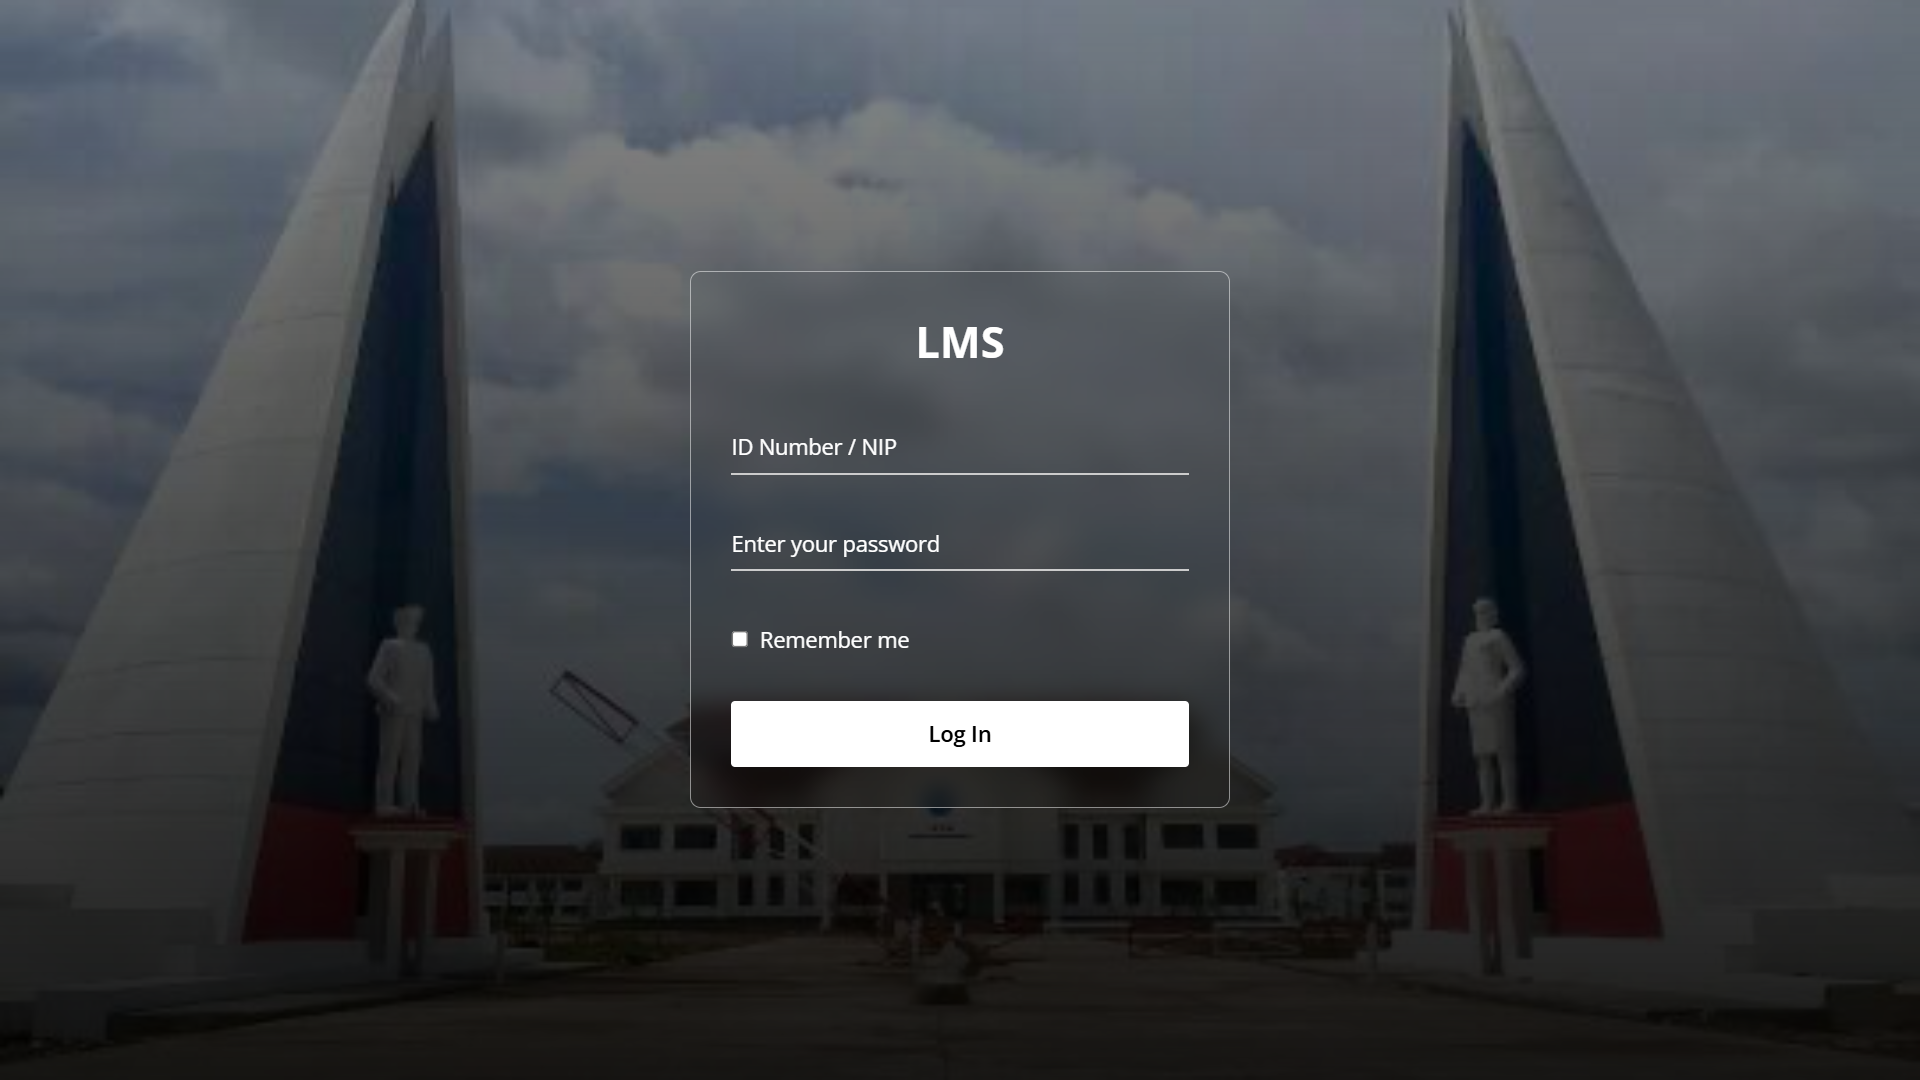 LMS
ID Number / NIP
Enter your password
Remember me
Log In